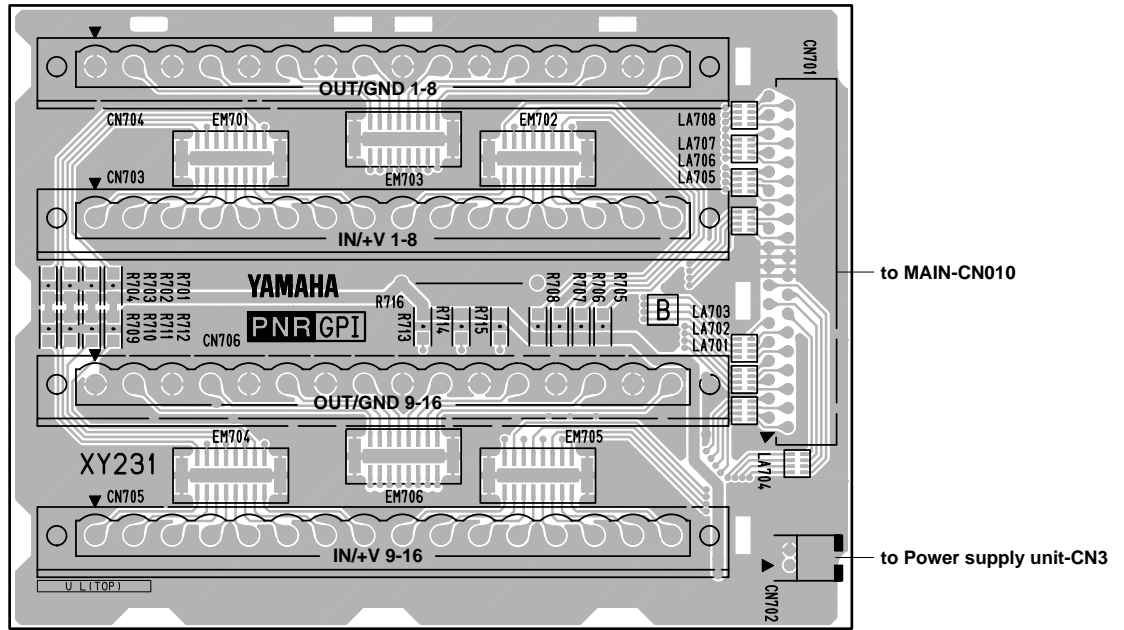 CN701
OUT/GND 1-8
CN704
EM701
EM702
LA708
EM703
LA707
LA706
LA705
CN703
IN/+V 1-8
to MAIN-CN010
R704
R703
R702
R701
YAMAHA
R716
R708
R707
R706
R705
B
PNR GPI
R709
R710
R711
R712
CN706
R713
R714
R715
LA703
LA702
LA701
OUT/GND 9-16
EM704
EM705
XY231
LA704
CN705
EM706
IN/+V 9-16
to Power supply unit-CN3
U L(TOP)
CN702